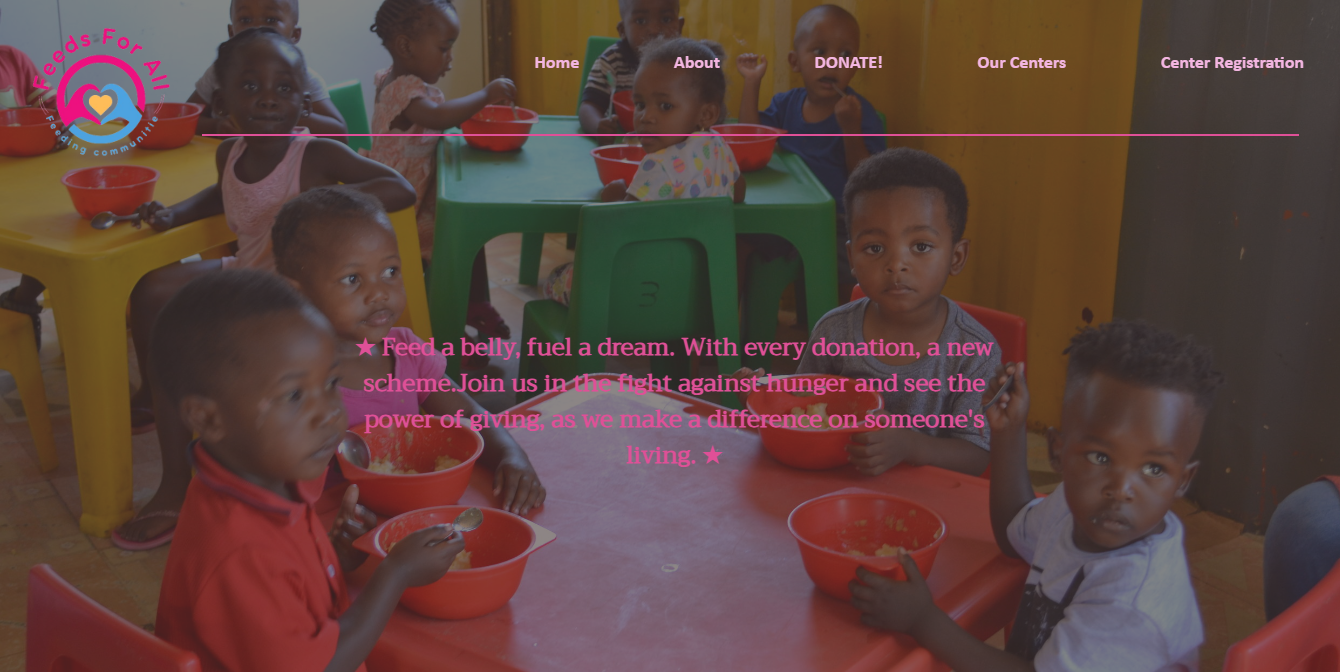 Feeds For All
Feeding communitie
Home About DONATE! Our Centers Center Registration
★ Feed a belly, fuel a dream. With every donation, a new
scheme.Join us in the fight against hunger and see the
power of giving, as we make a difference on someone's
living. ★
3